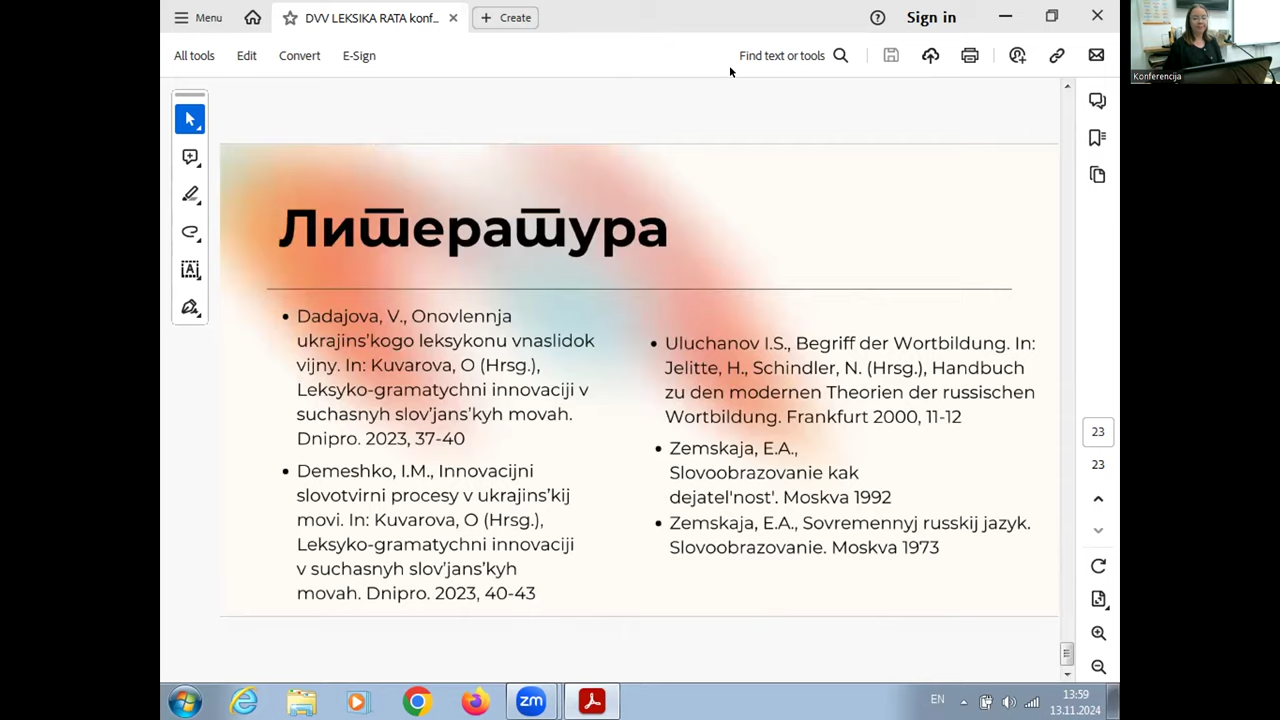 Menu
DVV LEKSIKA RATA konf...
Create
Sign in
All tools
Edit
Convert
E-Sign
Find text or tools
Konferencija
Литература
Dadajova, V., Onovlennja
ukrajins'kogo leksykonu vnaslidok
vijny. In: Kuvarova, O (Hrsg.),
Leksyko-gramatychni innovaciji v
suchasnyh slov'jans'kyh movah.
Dnipro. 2023, 37-40
Demeshko, I.M., Innovacijni
slovotvirni procesy v ukrajins'kij
movi. In: Kuvarova, O (Hrsg.),
Leksyko-gramatychni innovaciji
v suchasnyh slov'jans'kyh
movah. Dnipro. 2023, 40-43
Uluchanov I.S., Begriff der Wortbildung. In:
Jelitte, H., Schindler, N. (Hrsg.), Handbuch
zu den modernen Theorien der russischen
Wortbildung. Frankfurt 2000, 11-12
Zemskaja, E.A.,
Slovoobrazovanie kak
dejatel'nost'. Moskva 1992
Zemskaja, E.A., Sovremennyj russkij jazyk.
Slovoobrazovanie. Moskva 1973
23
23
zm
EN
13:59
13.11.2024